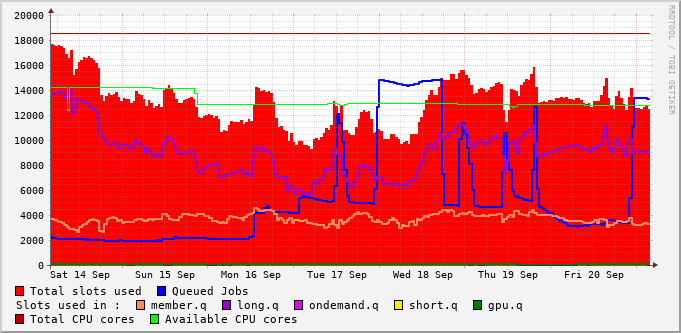 RRDTOOL / TOBI OETIKER
20000
18000
16000
14000
12000
10000
8000
6000
4000
2000
0
Sat 14 Sep Sun 15 Sep Mon 16 Sep Tue 17 Sep Wed 18 Sep Thu 19 Sep Fri 20 Sep
Total slots used Queued Jobs
Slots used in : member.q long.q ondemand.q short.q gpu.q
Total CPU cores Available CPU cores